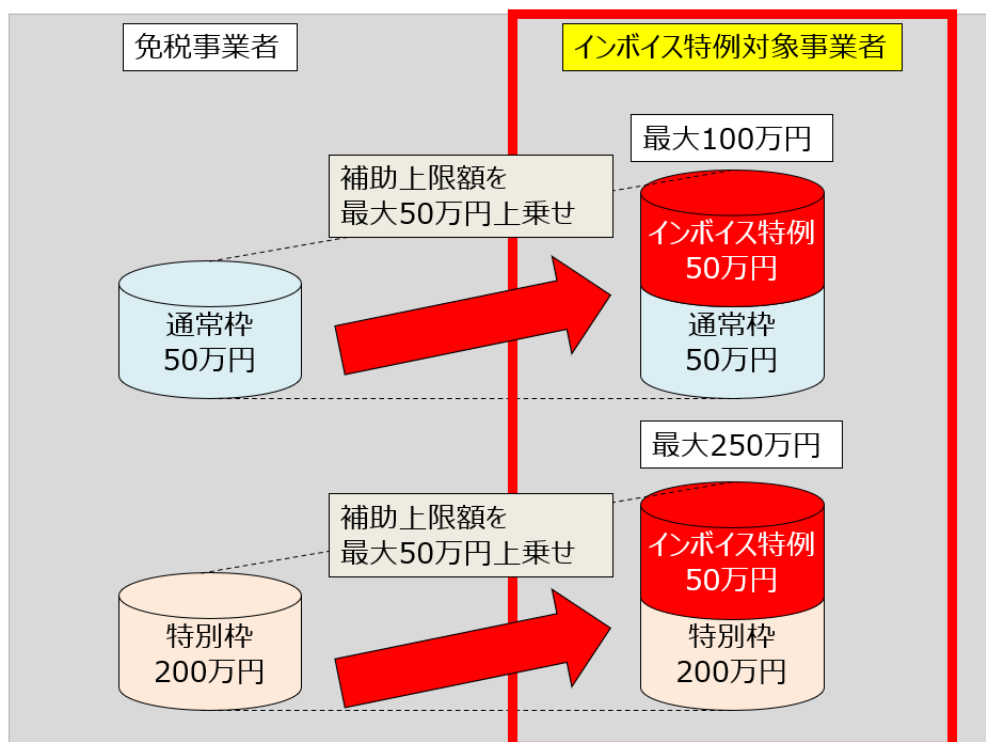 免税事業者
インボイス特例対象事業者
最大100万円
補助上限額を
最大50万円上乗せ
インボイス特例
50万円
通常枠
50万円
通常枠
50万円
最大250万円
補助上限額を
最大50万円上乗せ
インボイス特例
50万円
特別枠
200万円
特別枠
200万円